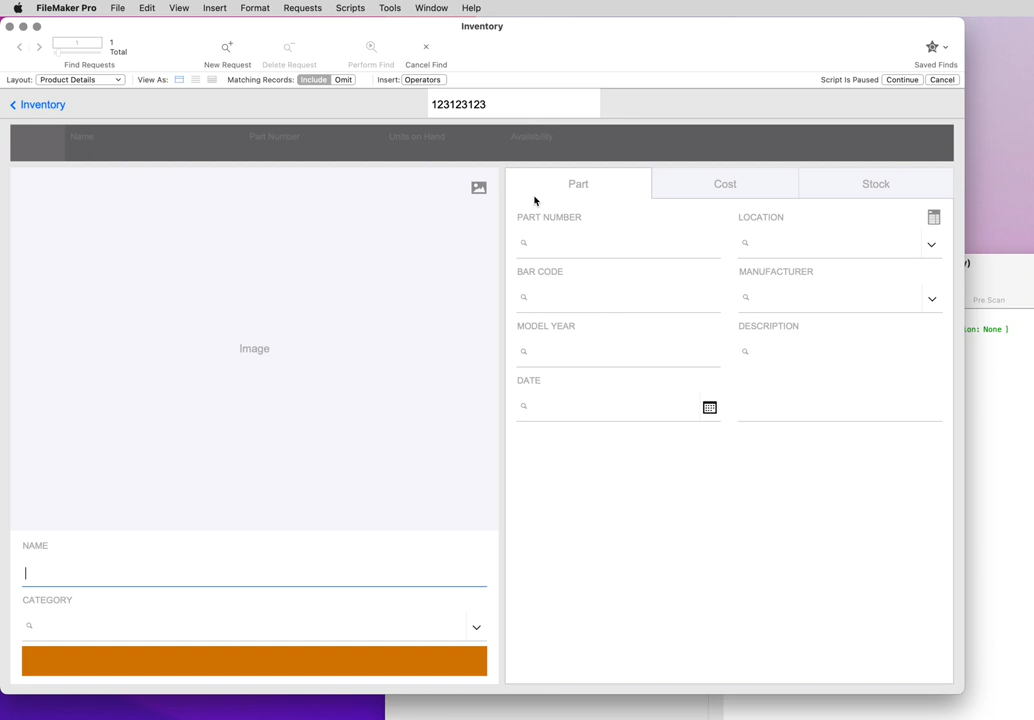 FileMaker Pro File Edit View Insert Format Requests Scripts Tools Window Help
Inventory
1 1 Total
Find Requests New Request Delete Request Perform Find Cancel Find Saved Finds
Layout: Product Details View As: Matching Records: Include Omit Insert: Operators Script Is Paused Continue Cancel
Inventory 123123123
Name Part Number Units on Hand Availability
Part Cost Stock
PART NUMBER LOCATION
BAR CODE MANUFACTURER
MODEL YEAR DESCRIPTION
DATE
Image
NAME
CATEGORY
y)
Pre Scan
ion: None ]